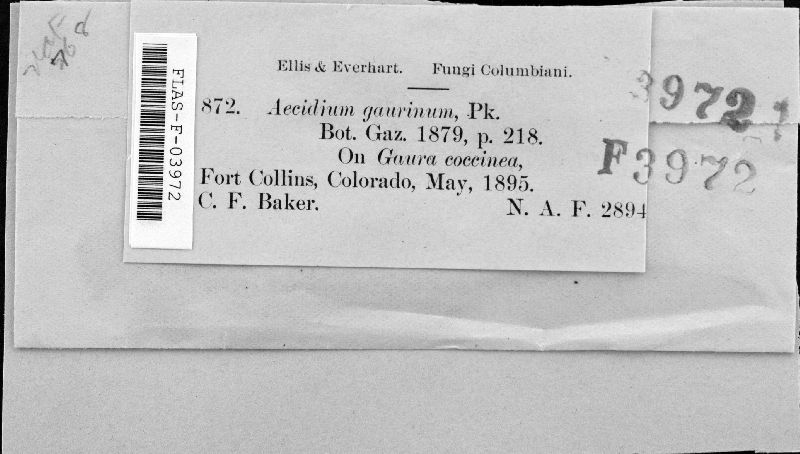 Ellis & Everhart. Fungi Columbiani.
872. Aecidium gaurinum, Pk.
Bot. Gaz. 1879, p. 218.
On Gaura coccinea,
Fort Collins, Colorado, May, 1895.
C. F. Baker.
N. A. F. 2894
FLAS-F-03972
3972
F3972